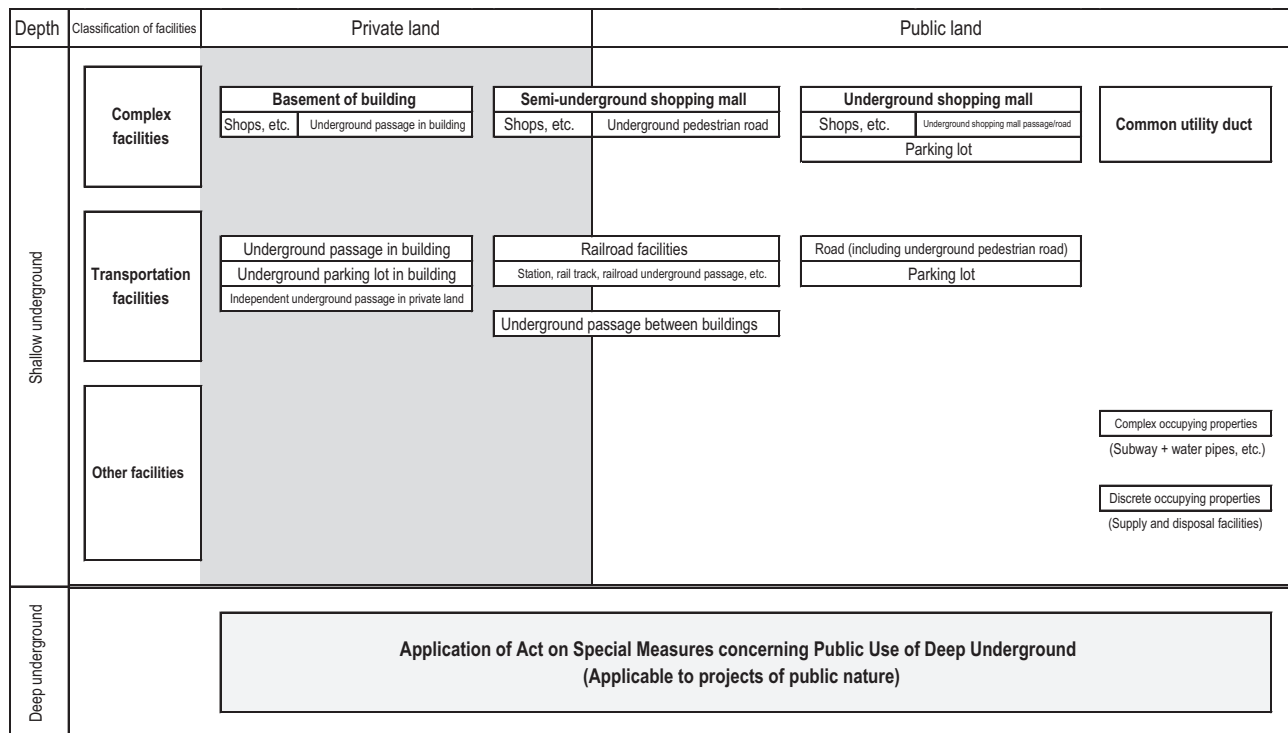 Depth
Classification of facilities
Private land
Public land
Shallow underground
Complex
facilities
Basement of building
Shops, etc.
Underground passage in building
Semi-underground shopping mall
Shops, etc.
Underground pedestrian road
Underground shopping mall
Shops, etc.
Underground shopping mall passage/road
Parking lot
Common utility duct
Transportation
facilities
Underground passage in building
Underground parking lot in building
Independent underground passage in private land
Railroad facilities
Station, rail track, railroad underground passage, etc.
Underground passage between buildings
Road (including underground pedestrian road)
Parking lot
Other facilities
Complex occupying properties
(Subway + water pipes, etc.)
Discrete occupying properties
(Supply and disposal facilities)
Deep underground
Application of Act on Special Measures concerning Public Use of Deep Underground
(Applicable to projects of public nature)